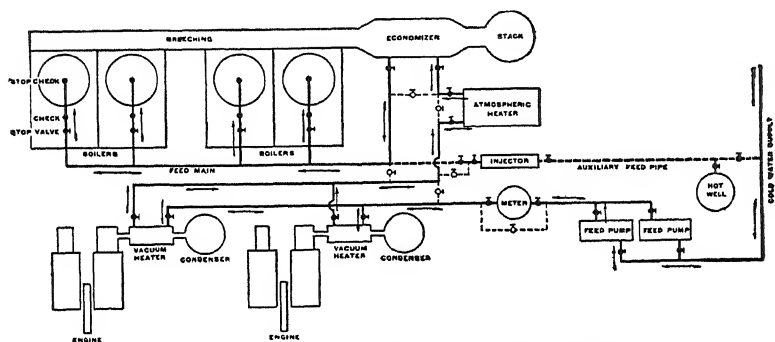 BREECHING
ECONOMIZER
STACK
STOP CHECK
CHECK
STOP VALVE
BOILERS
BOILERS
ATMOSPHERIC
HEATER
FEED MAIN
INJECTOR
AUXILIARY FEED PIPE
HOT
WELL
COLD WATER SUPPLY
METER
FEED PUMP
FEED PUMP
VACUUM
HEATER
CONDENSER
VACUUM
HEATER
CONDENSER
ENGINE
ENGINE